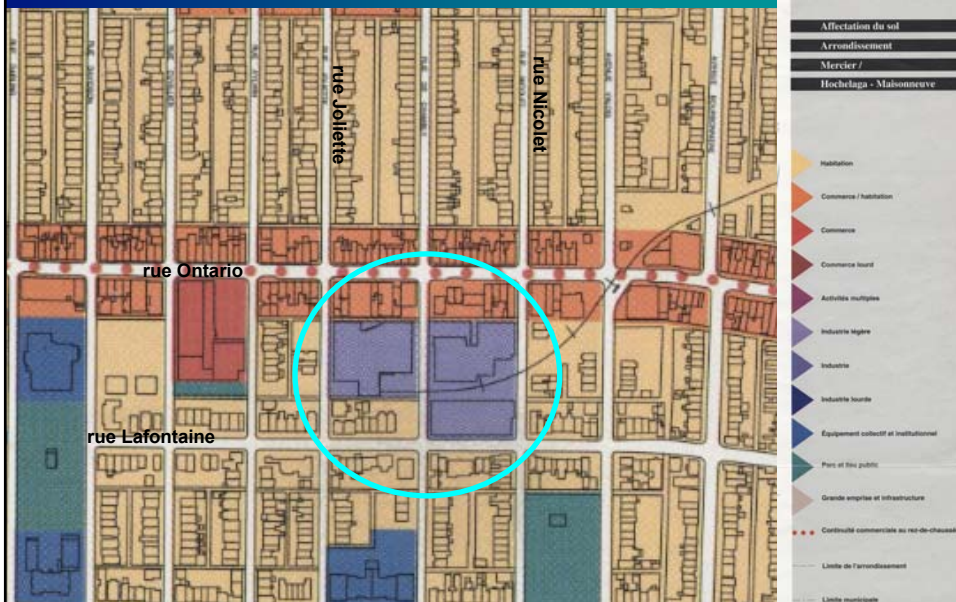 rue Joliette
rue Nicolet
rue Ontario
rue Lafontaine
Affectation du sol
Arrondissement
Mercier /
Hochelaga - Maisonneuve
Habitation
Commerce / habitation
Commerce
Commerce lourd
Activités multiples
Industrie légère
Industrie
Industrie lourde
Équipement collectif et institutionnel
Parc et lieu public
Grande emprise et infrastructure
Continuité commerciale au rez-de-chaussé
Limite de l'arrondissement
Limite municipale